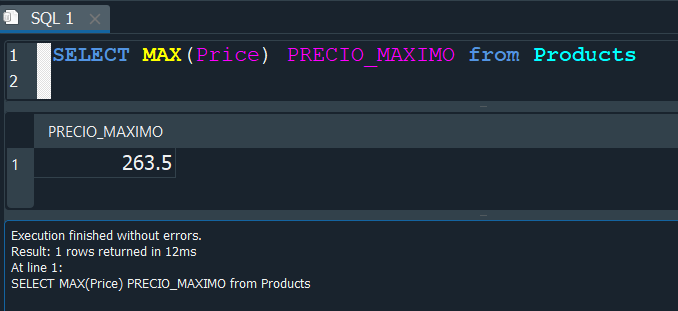 SQL 1
1 SELECT MAX(Price) PRECIO_MAXIMO from Products
2
PRECIO_MAXIMO
1 263.5
Execution finished without errors.
Result: 1 rows returned in 12ms
At line 1:
SELECT MAX(Price) PRECIO_MAXIMO from Products